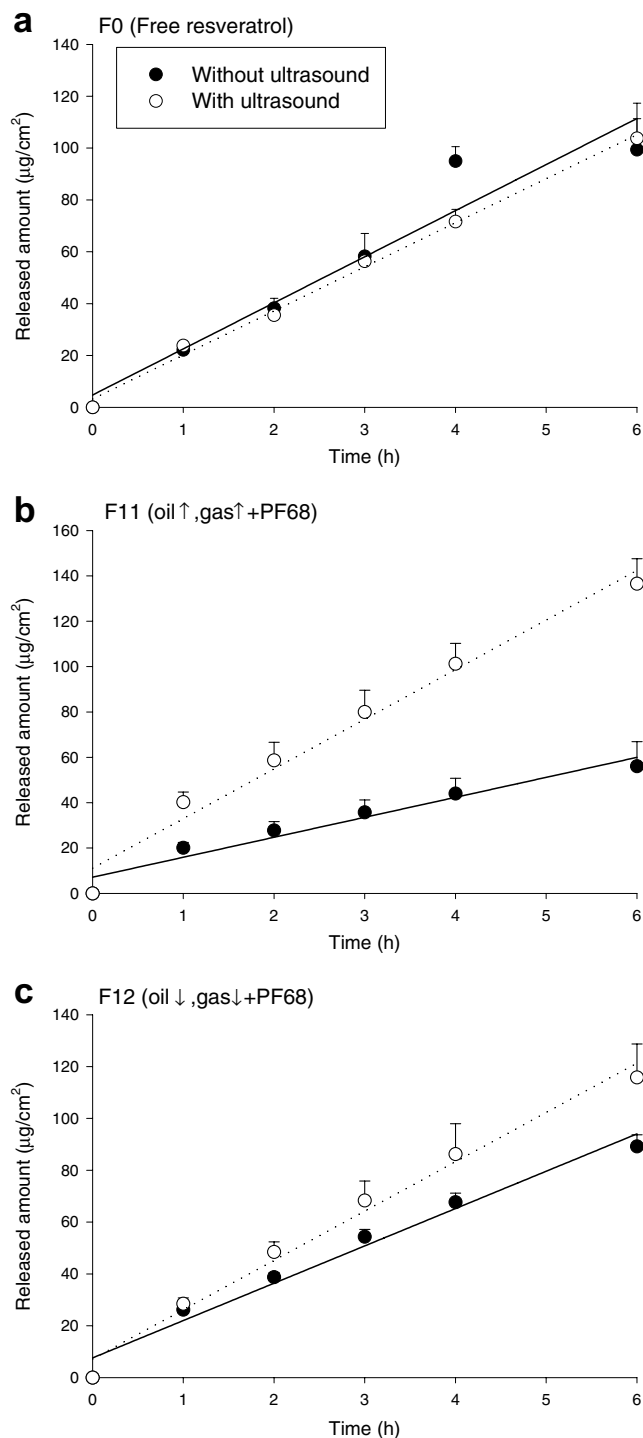 a
F0 (Free resveratrol)
Without ultrasound
With ultrasound
Released amount (µg/cm²)
140
120
100
80
60
40
20
0
0 1 2 3 4 5 6
Time (h)
b
F11 (oil ↑,gas↑+PF68)
Released amount (µg/cm²)
160
140
120
100
80
60
40
20
0
0 1 2 3 4 5 6
Time (h)
c
F12 (oil ↓,gas↓+PF68)
Released amount (µg/cm²)
140
120
100
80
60
40
20
0
0 1 2 3 4 5 6
Time (h)